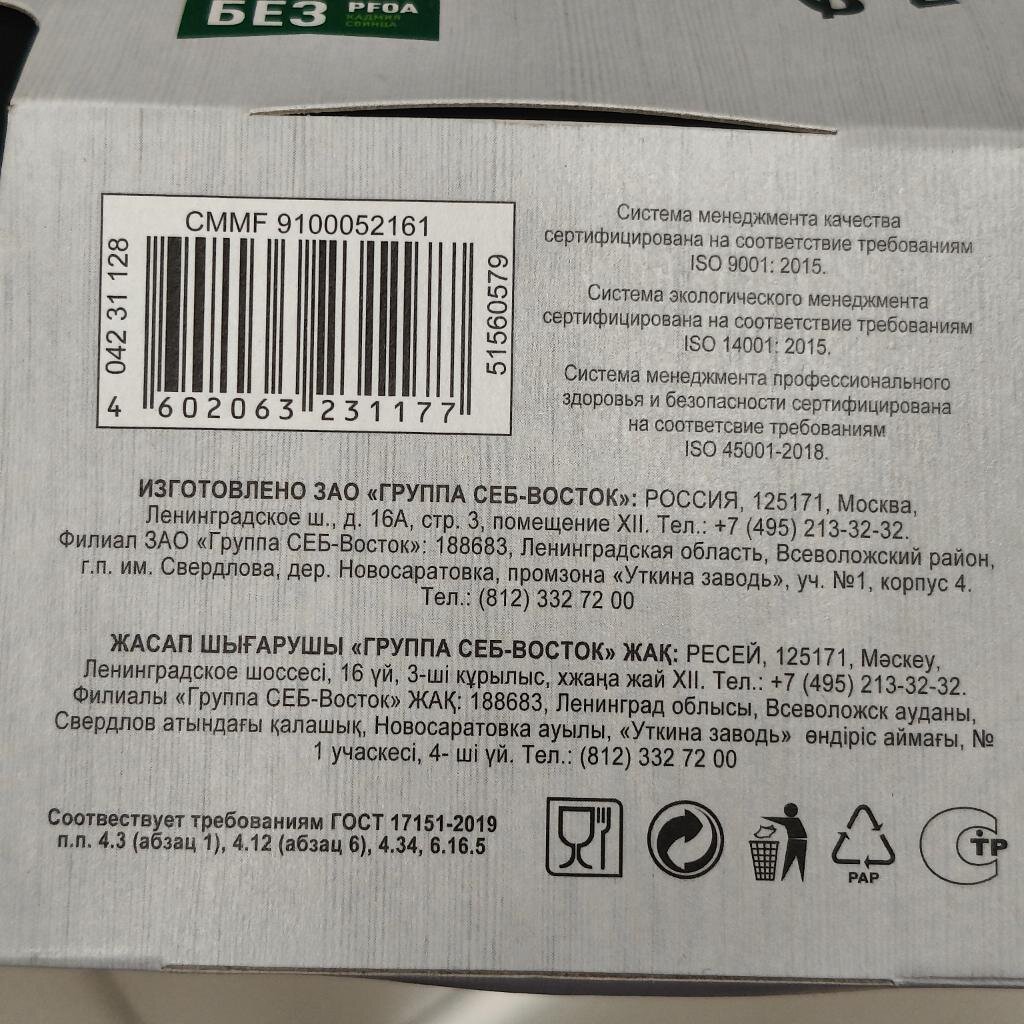 БЕЗ PFOA
КАДМИЯ
СВИНЦА
CMMF 9100052161
042 31 128
51560579
4 602063 231177
Система менеджмента качества
сертифицирована на соответствие требованиям
ISO 9001: 2015.
Система экологического менеджмента
сертифицирована на соответствие требованиям
ISO 14001: 2015.
Система менеджмента профессионального
здоровья и безопасности сертифицирована
на соответсвие требованиям
ISO 45001-2018.
ИЗГОТОВЛЕНО ЗАО «ГРУППА СЕБ-ВОСТОК»: РОССИЯ, 125171, Москва,
Ленинградское ш., д. 16А, стр. 3, помещение XII. Тел.: +7 (495) 213-32-32.
Филиал ЗАО «Группа СЕБ-Восток»: 188683, Ленинградская область, Всеволожский район,
г.п. им. Свердлова, дер. Новосаратовка, промзона «Уткина заводь», уч. №1, корпус 4.
Тел.: (812) 332 72 00
ЖАСАП ШЫҒАРУШЫ «ГРУППА СЕБ-ВОСТОК» ЖАҚ: РЕСЕЙ, 125171, Мәскеу,
Ленинградское шоссесі, 16 үй, 3-ші құрылыс, хжаңа жай XII. Тел.: +7 (495) 213-32-32.
Филиалы «Группа СЕБ-Восток» ЖАҚ: 188683, Ленинград облысы, Всеволожск ауданы,
Свердлов атындағы қалашық, Новосаратовка ауылы, «Уткина заводь» өндіріс аймағы, №
1 учаскесі, 4- ші үй. Тел.: (812) 332 72 00
Соотвествует требованиям ГОСТ 17151-2019
п.п. 4.3 (абзац 1), 4.12 (абзац 6), 4.34, 6.16.5
PAP
СТР